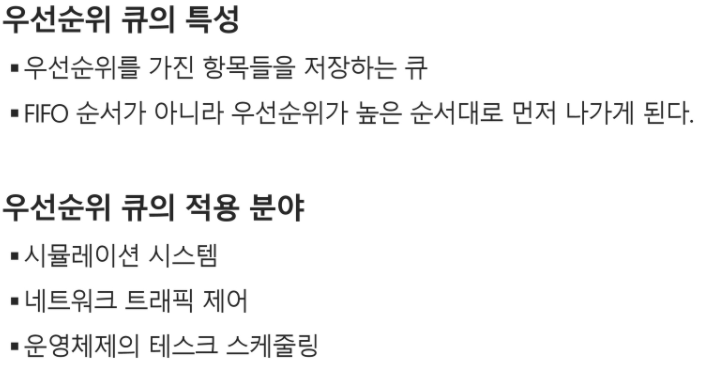 우선순위 큐의 특성
▪우선순위를 가진 항목들을 저장하는 큐
▪FIFO 순서가 아니라 우선순위가 높은 순서대로 먼저 나가게 된다.
우선순위 큐의 적용 분야
▪시뮬레이션 시스템
▪네트워크 트래픽 제어
▪운영체제의 테스크 스케줄링